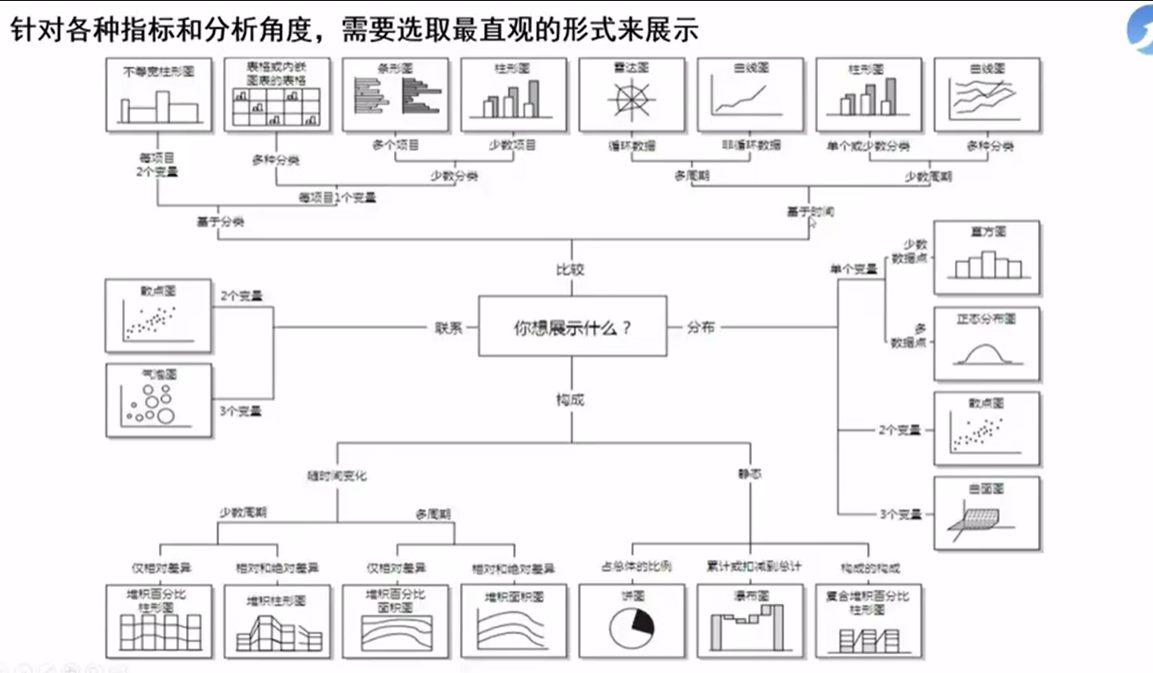 针对各种指标和分析角度，需要选取最直观的形式来展示
不等宽柱形图
表格或内嵌
图表的表格
条形图
柱形图
雷达图
曲线图
柱形图
曲线图
每项目
2个变量
多种分类
多个项目
少数项目
循环数据
非循环数据
单个或少数分类
多种分类
少数分类
多周期
少数周期
每项目1个变量
基于分类
基于时间
比较
散点图
2个变量
气泡图
3个变量
联系
你想展示什么？
分布
单个变量
少数
数据点
直方图
多
数据点
正态分布图
2个变量
散点图
3个变量
曲面图
构成
随时间变化
静态
少数周期
多周期
仅相对差异
相对和绝对差异
仅相对差异
相对和绝对差异
占总体的比例
累计或扣减到总计
构成的构成
堆积百分比
柱形图
堆积柱形图
堆积百分比
面积图
堆积面积图
饼图
瀑布图
复合堆积百分比
柱形图